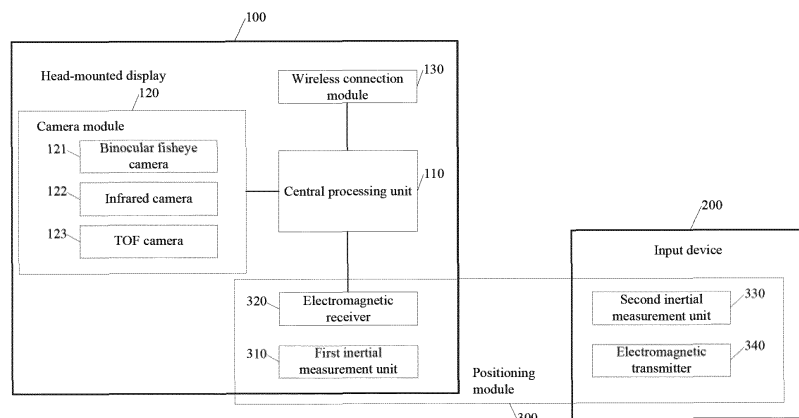 100
Head-mounted display
120
Wireless connection
module
130
Camera module
121
Binocular fisheye
camera
122
Infrared camera
123
TOF camera
Central processing unit
110
200
Input device
320
Electromagnetic
receiver
310
First inertial
measurement unit
Second inertial
measurement unit
330
Electromagnetic
transmitter
340
Positioning
module
300